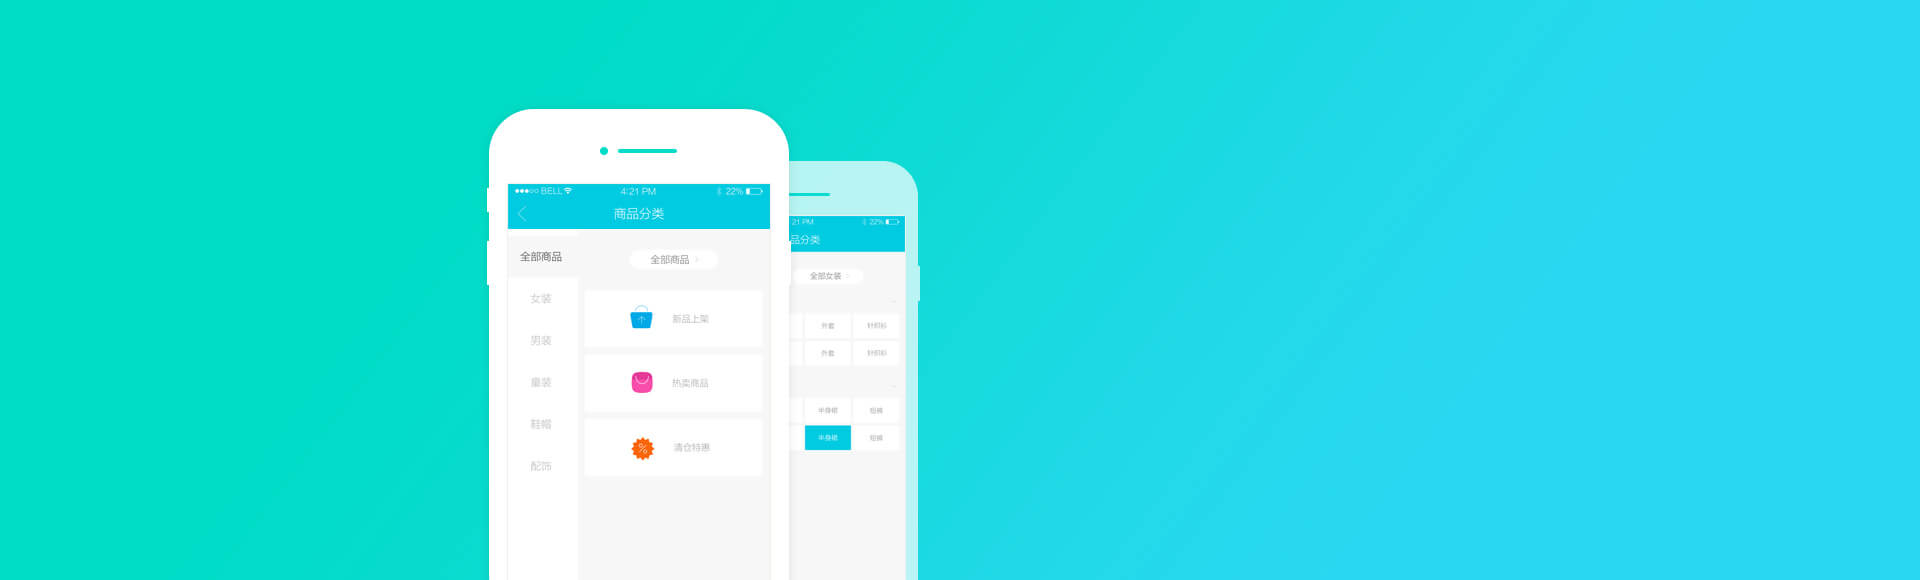 BELL
4:21 PM
22%
商品分类
全部商品
女装
男装
童装
鞋帽
配饰
全部商品
新品上架
热卖商品
清仓特惠
21 PM
22%
品分类
全部女装
外套
针织衫
外套
针织衫
半身裙
短裤
半身裙
短裤